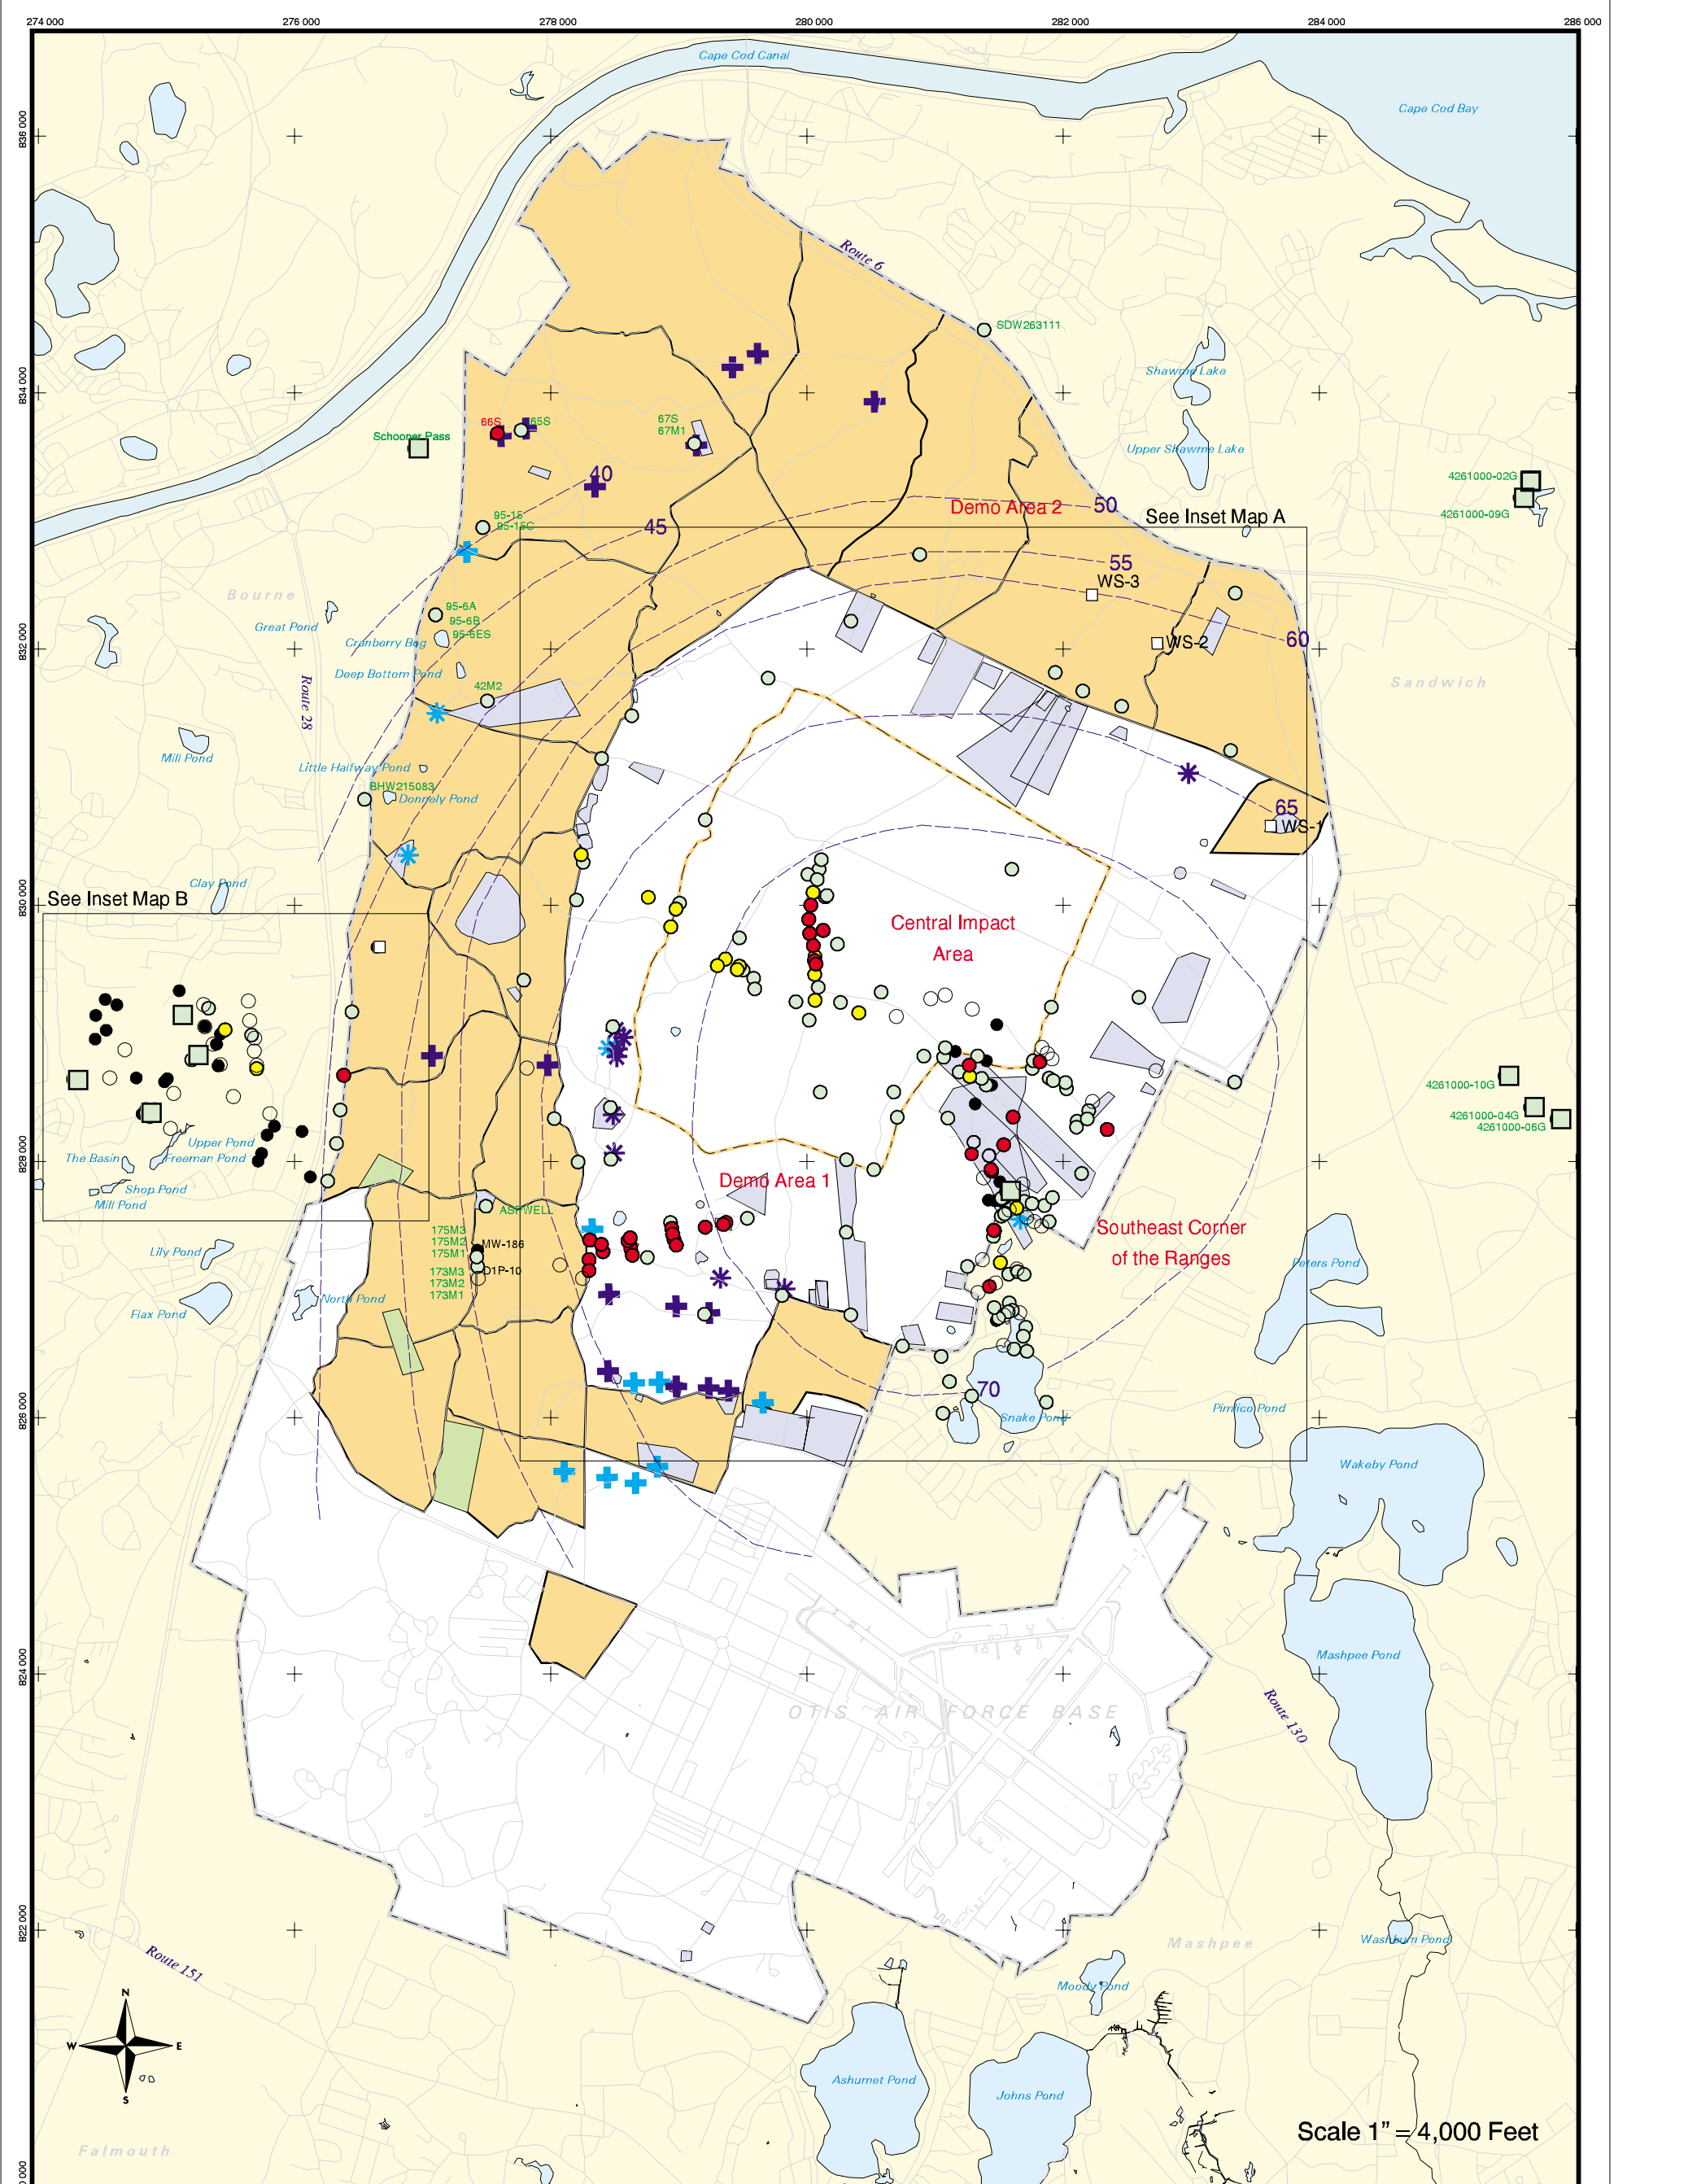 274 000
276 000
278 000
280 000
282 000
284 000
286 000
Cape Cod Canal
Cape Cod Bay
836 000
Route 6
SDW263111
Shawme Lake
834 000
66S
65S
67S
67M1
Schooner Pass
Upper Shawme Lake
40
4261000-02G
4261000-09G
Demo Area 2
50
See Inset Map A
95-15
95-15C
45
55
WS-3
Bourne
95-6A
95-6B
95-6ES
Great Pond
Cranberry Bog
832 000
WS-2
60
Deep Bottom Pond
Sandwich
42M2
Route 28
Mill Pond
Little Halfway Pond
BHW215083
Donnely Pond
65
WS-1
Clay Pond
See Inset Map B
830 000
Central Impact
Area
4261000-10G
4261000-04G
4261000-06G
Upper Pond
The Basin
Freeman Pond
828 000
Shop Pond
Mill Pond
Demo Area 1
ASPWELL
175M3
175M2
175M1
MW-186
Southeast Corner
of the Ranges
Lily Pond
173M3
173M2
173M1
D1P-10
Peters Pond
North Pond
Flax Pond
70
Snake Pond
Pimlico Pond
826 000
Wakeby Pond
Mashpee Pond
824 000
OTIS AIR FORCE BASE
Route 130
822 000
Mashpee
Washburn Pond
Route 151
Moody Pond
N
W
E
S
Ashumet Pond
Johns Pond
Scale 1" = 4,000 Feet
Falmouth